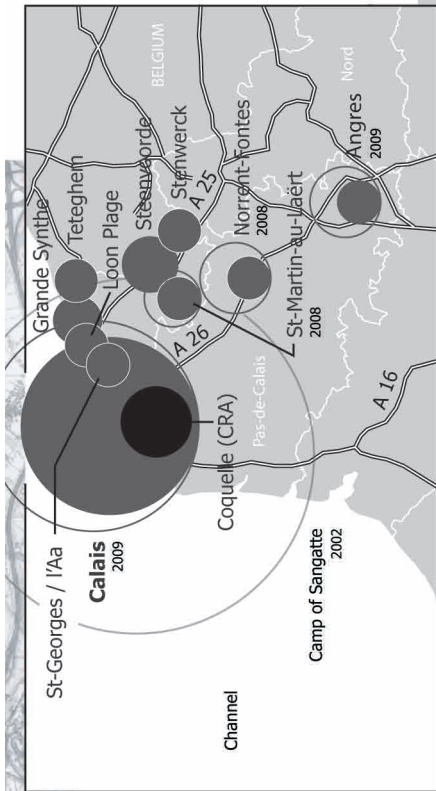 St-Georges / l'Aa
Grande Synthe
Teteghem
Loon Plage
BELGIUM
Calais
2009
Steenvoorde
Stenwerck
A 25
A 26
Coquelle (CRA)
Norrent-Fontes
2008
Pas-de-Calais
St-Martin-au-Laërt
2008
Nord
Channel
Camp of Sangatte
2002
A 16
Angres
2009